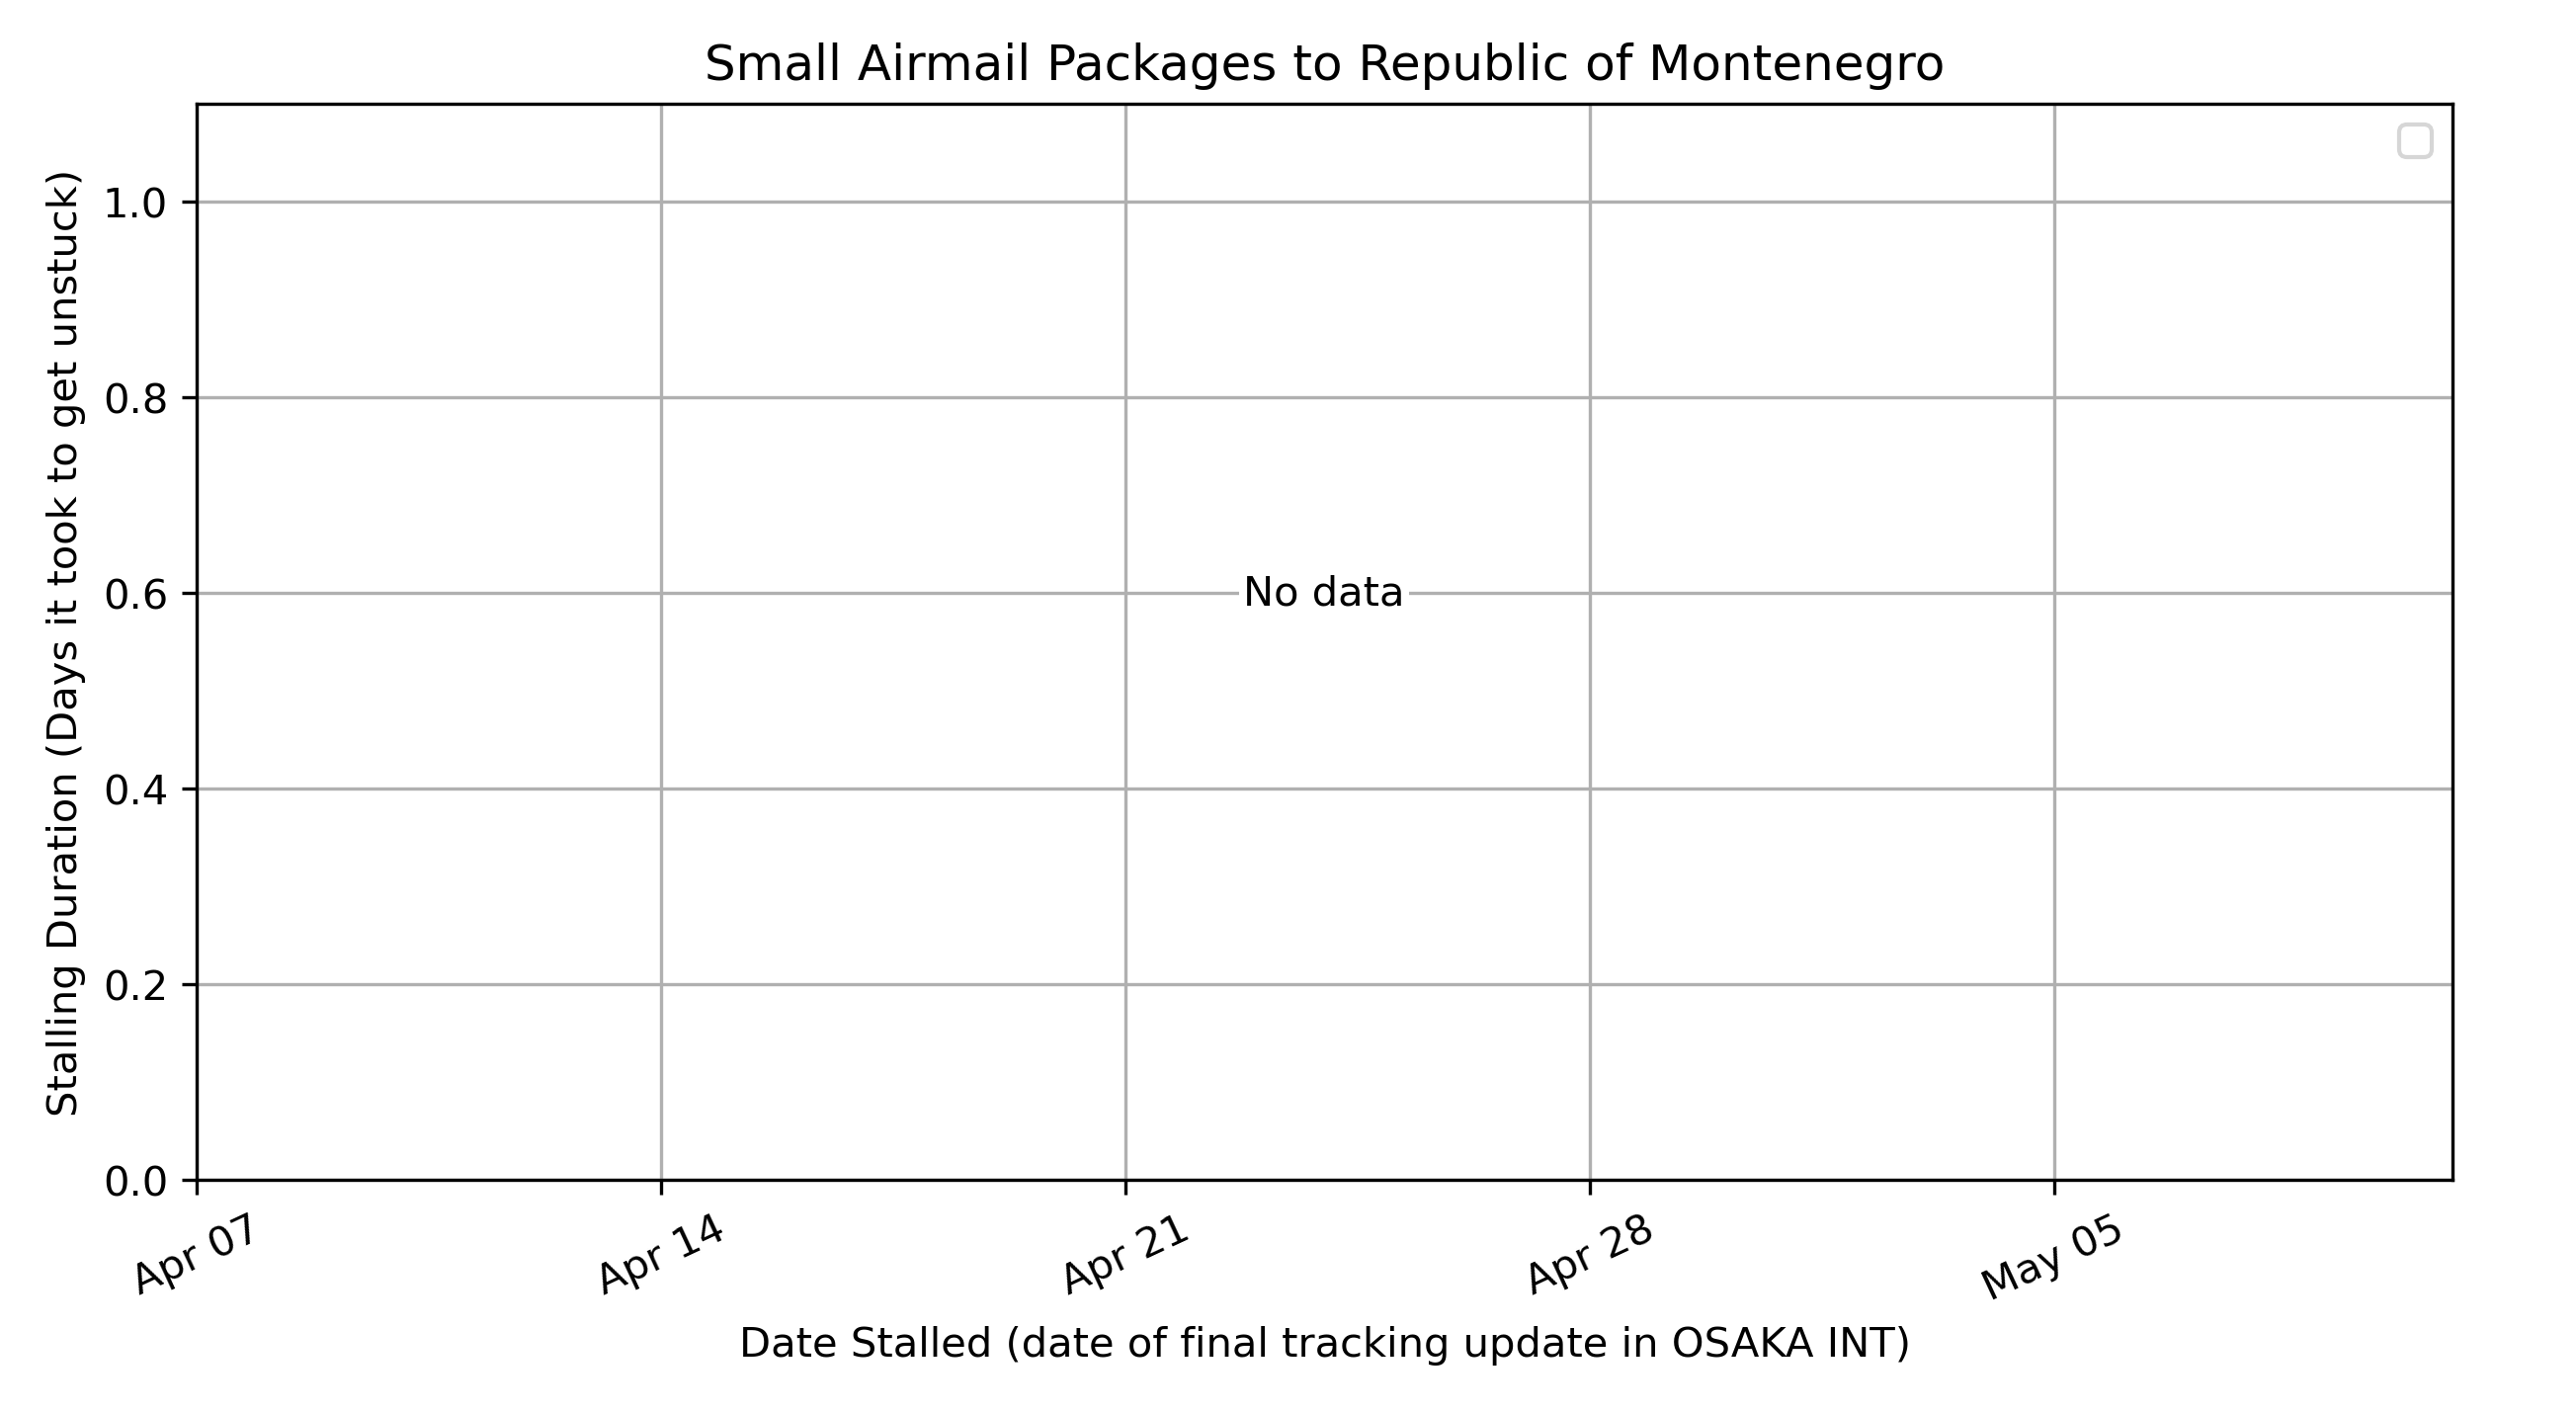 Small Airmail Packages to Republic of Montenegro
Stalling Duration (Days it took to get unstuck)
1.0
0.8
0.6
0.4
0.2
0.0
No data
Apr 07
Apr 14
Apr 21
Apr 28
May 05
Date Stalled (date of final tracking update in OSAKA INT)